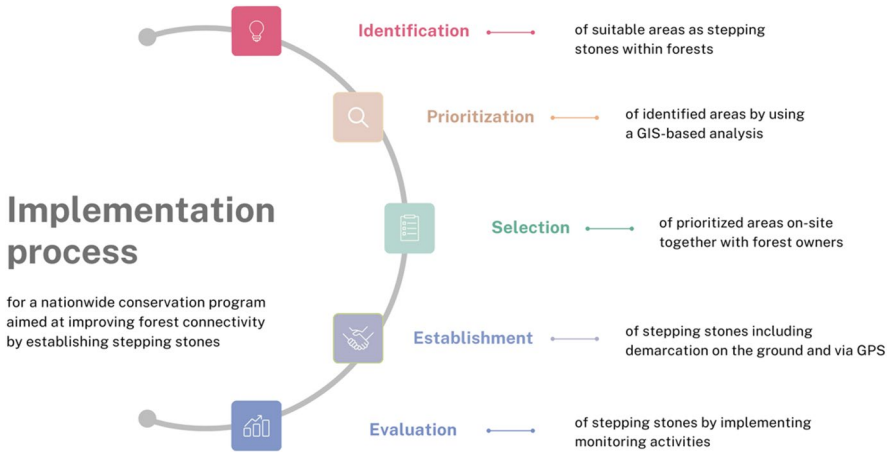 Implementation
process
for a nationwide conservation program
aimed at improving forest connectivity
by establishing stepping stones
Identification
of suitable areas as stepping
stones within forests
Prioritization
of identified areas by using
a GIS-based analysis
Selection
of prioritized areas on-site
together with forest owners
Establishment
of stepping stones including
demarcation on the ground and via GPS
Evaluation
of stepping stones by implementing
monitoring activities